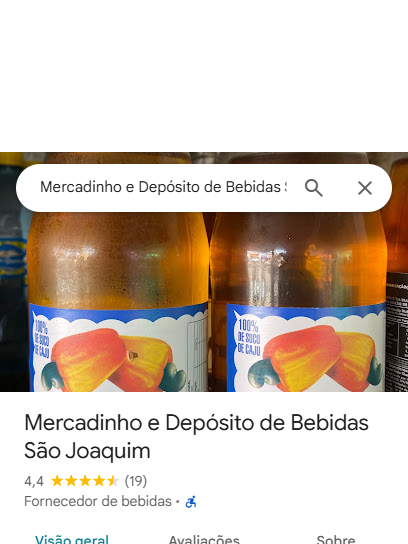 Mercadinho e Depósito de Bebidas S
100%
DE SUCO
DE CAJU
100%
DE SUCO
DE CAJU
Mercadinho e Depósito de Bebidas
São Joaquim
4,4 (19)
Fornecedor de bebidas ·
Visão geral Avaliações Sobre